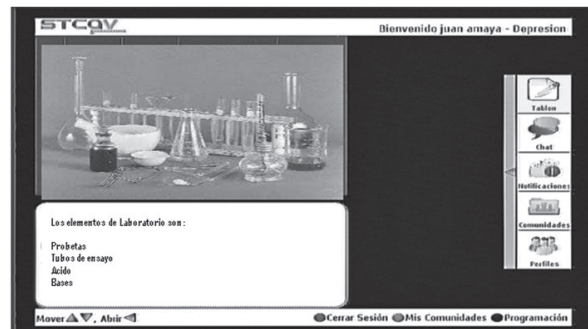 STCAV
Bienvenido juan amaya - Depresion
Los elementos de Laboratorio son:
Probetas
Tubos de ensayo
Acido
Bases
Tablon
Chat
Notificaciones
Comunidades
Perfiles
Mover , Abrir
Cerrar Sesión Mis Comunidades Programación